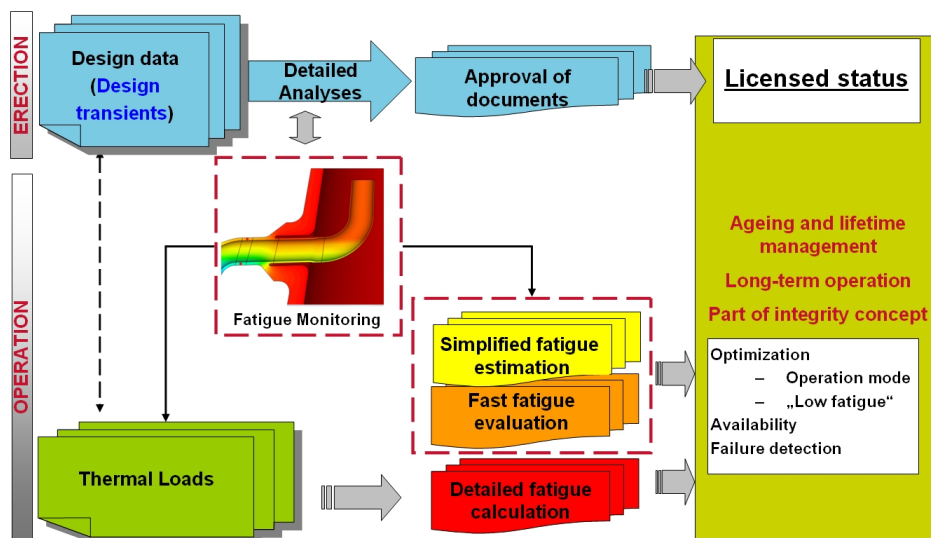 ERECTION
Design data
(Design
transients)
Detailed
Analyses
Approval of
documents
Licensed status
OPERATION
Fatigue Monitoring
Ageing and lifetime
management
Long-term operation
Part of integrity concept
Simplified fatigue
estimation
Fast fatigue
evaluation
Optimization
– Operation mode
– „Low fatigue“
Availability
Failure detection
Thermal Loads
Detailed fatigue
calculation